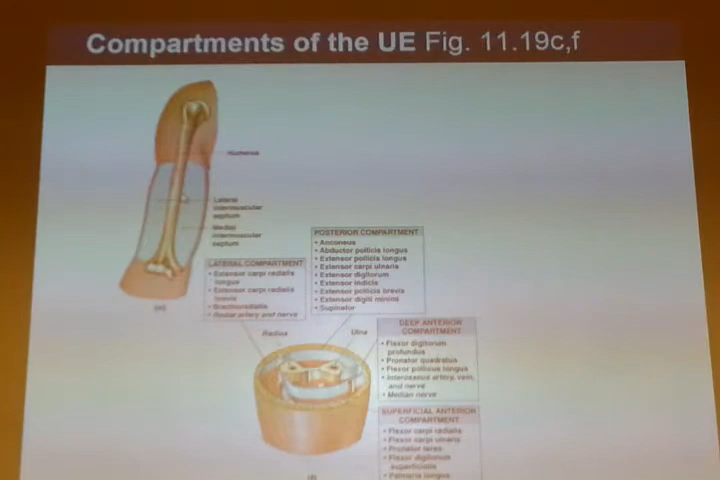 Compartments of the UE Fig. 11.19c,f
Humerus
Lateral
intermuscular
septum
Medial
intermuscular
septum
POSTERIOR COMPARTMENT
• Anconeus
• Abductor pollicis longus
• Extensor pollicis longus
• Extensor carpi ulnaris
• Extensor digitorum
• Extensor indicis
• Extensor pollicis brevis
• Extensor digiti minimi
• Supinator
LATERAL COMPARTMENT
• Extensor carpi radialis
longus
• Extensor carpi radialis
brevis
• Brachioradialis
• Radial artery and nerve
Radius
Ulna
DEEP ANTERIOR
COMPARTMENT
• Flexor digitorum
profundus
• Pronator quadratus
• Flexor pollicis longus
• Interosseus artery, vein,
and nerve
• Median nerve
SUPERFICIAL ANTERIOR
COMPARTMENT
• Flexor carpi radialis
• Flexor carpi ulnaris
• Pronator teres
• Flexor digitorum
superficialis
• Palmaris longus